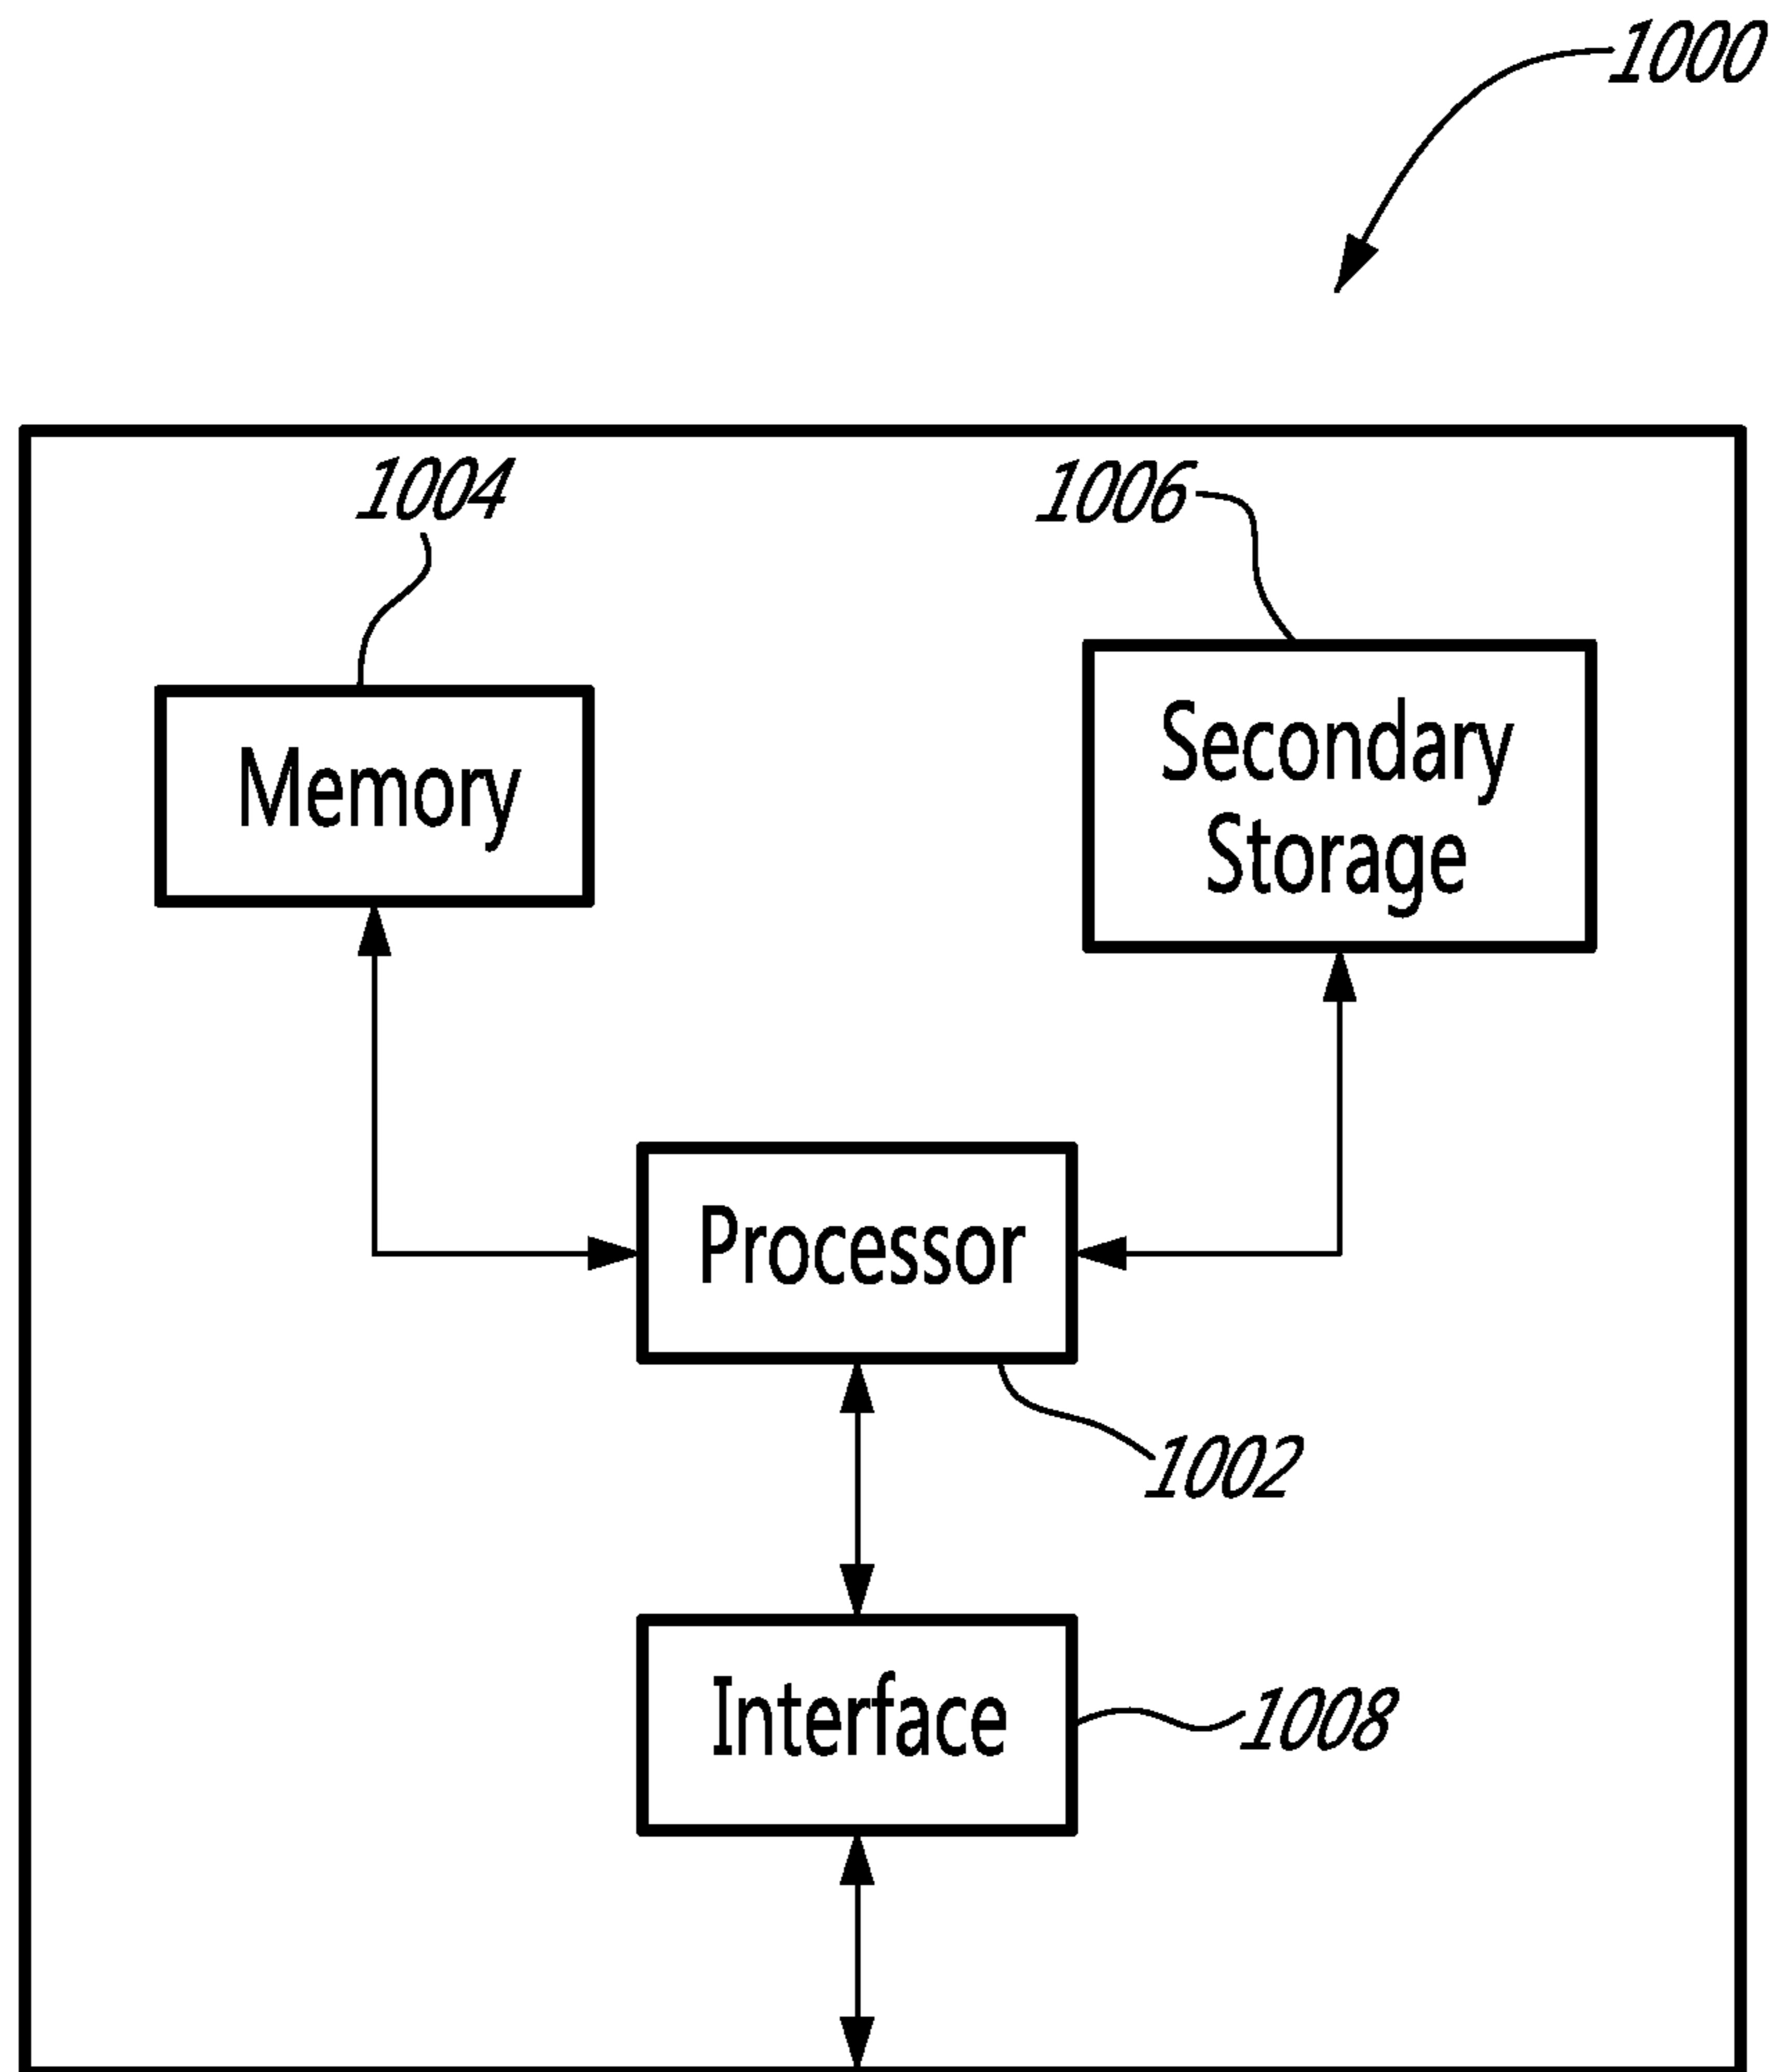 1000
1004
1006
Memory
Secondary
Storage
Processor
1002
Interface
1008